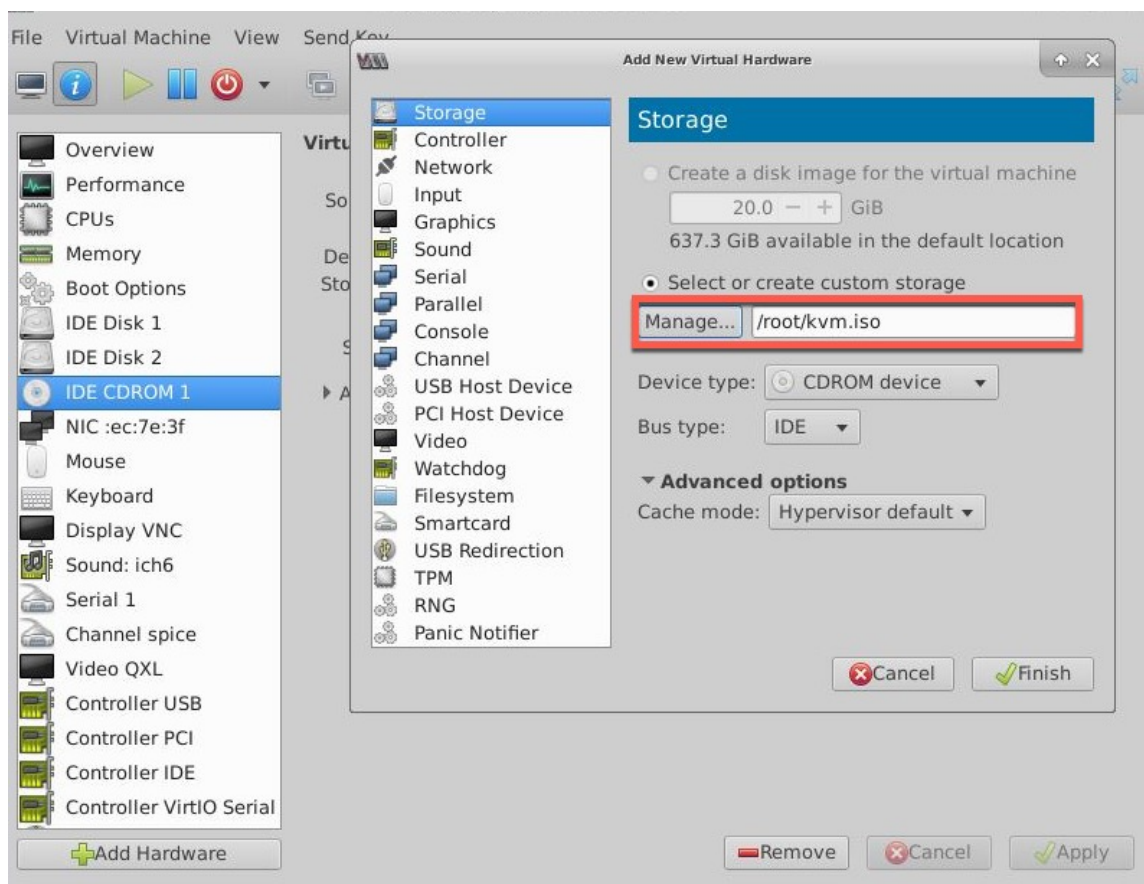 File Virtual Machine View Send Key
Add New Virtual Hardware
Overview
Performance
CPUs
Memory
Boot Options
IDE Disk 1
IDE Disk 2
IDE CDROM 1
NIC :ec:7e:3f
Mouse
Keyboard
Display VNC
Sound: ich6
Serial 1
Channel spice
Video QXL
Controller USB
Controller PCI
Controller IDE
Controller VirtIO Serial
Add Hardware
Virtu
So
De
Sto
Storage
Controller
Network
Input
Graphics
Sound
Serial
Parallel
Console
Channel
USB Host Device
PCI Host Device
Video
Watchdog
Filesystem
Smartcard
USB Redirection
TPM
RNG
Panic Notifier
Storage
Create a disk image for the virtual machine
20.0 − + GiB
637.3 GiB available in the default location
Select or create custom storage
Manage... /root/kvm.iso
Device type: CDROM device
Bus type: IDE
Advanced options
Cache mode: Hypervisor default
Cancel Finish
Remove Cancel Apply